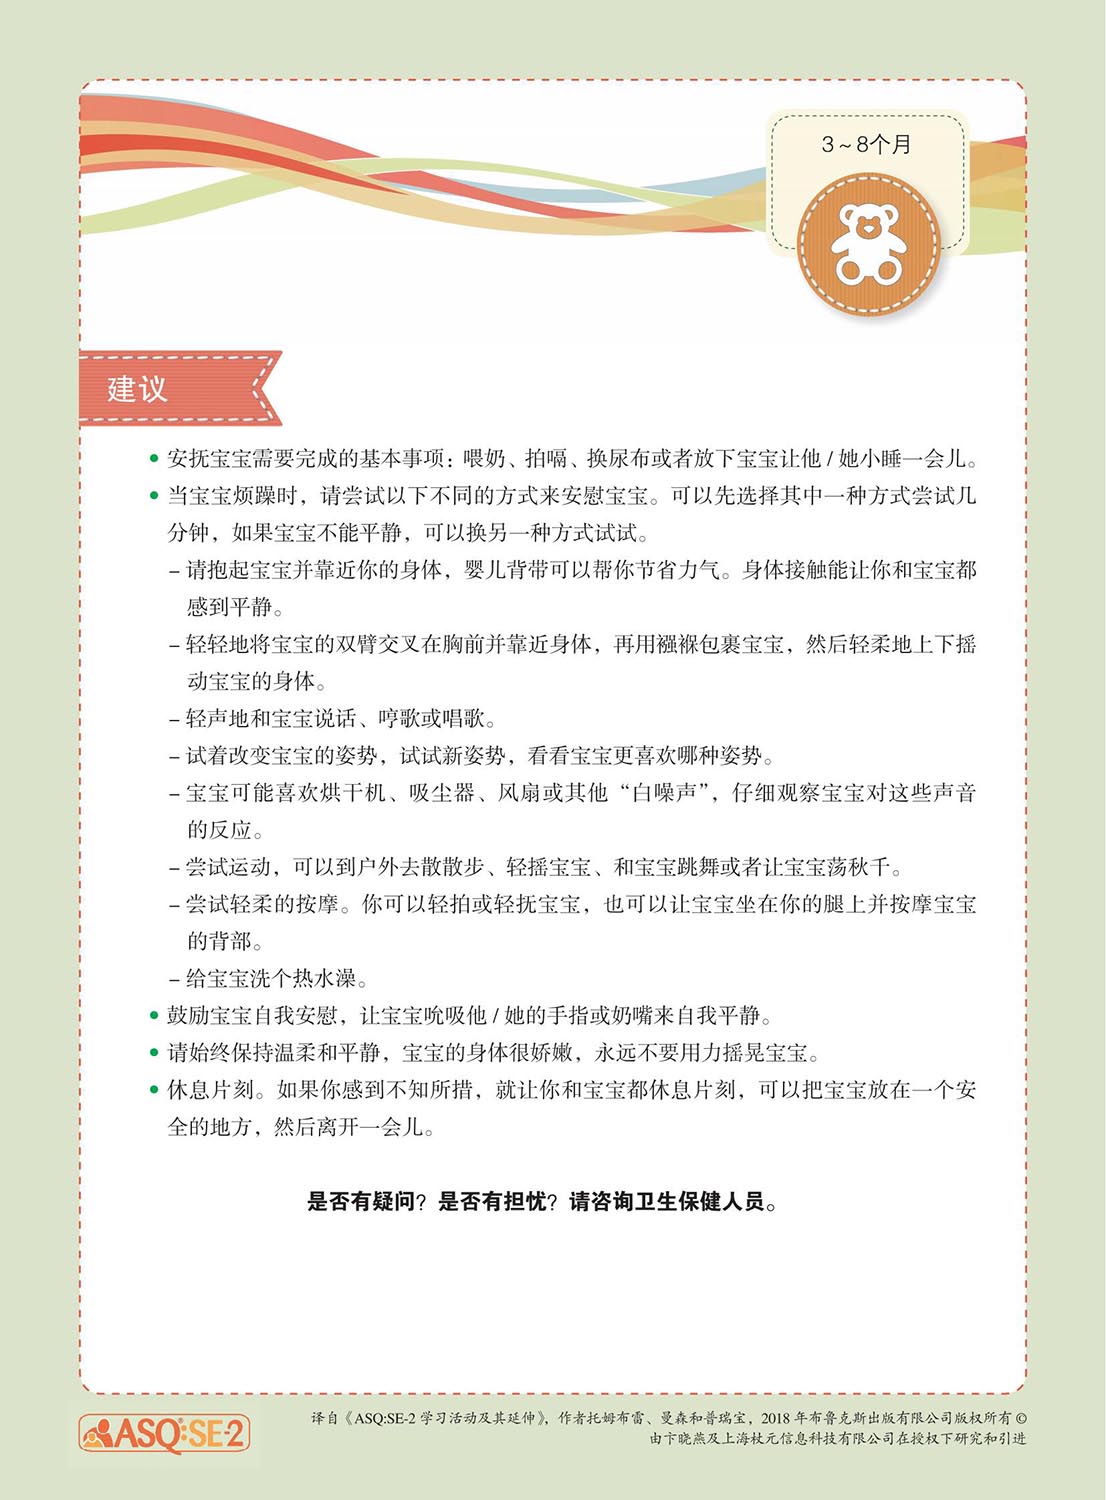 3～8个月
建议
• 安抚宝宝需要完成的基本事项：喂奶、拍嗝、换尿布或者放下宝宝让他 / 她小睡一会儿。
• 当宝宝烦躁时，请尝试以下不同的方式来安慰宝宝。可以先选择其中一种方式尝试几
分钟，如果宝宝不能平静，可以换另一种方式试试。
– 请抱起宝宝并靠近你的身体，婴儿背带可以帮你节省力气。身体接触能让你和宝宝都
感到平静。
– 轻轻地将宝宝的双臂交叉在胸前并靠近身体，再用襁褓包裹宝宝，然后轻柔地上下摇
动宝宝的身体。
– 轻声地和宝宝说话、哼歌或唱歌。
– 试着改变宝宝的姿势，试试新姿势，看看宝宝更喜欢哪种姿势。
– 宝宝可能喜欢烘干机、吸尘器、风扇或其他“白噪声”，仔细观察宝宝对这些声音
的反应。
– 尝试运动，可以到户外去散散步、轻摇宝宝、和宝宝跳舞或者让宝宝荡秋千。
– 尝试轻柔的按摩。你可以轻拍或轻抚宝宝，也可以让宝宝坐在你的腿上并按摩宝宝
的背部。
– 给宝宝洗个热水澡。
• 鼓励宝宝自我安慰，让宝宝吮吸他 / 她的手指或奶嘴来自我平静。
• 请始终保持温柔和平静，宝宝的身体很娇嫩，永远不要用力摇晃宝宝。
• 休息片刻。如果你感到不知所措，就让你和宝宝都休息片刻，可以把宝宝放在一个安
全的地方，然后离开一会儿。
是否有疑问？是否有担忧？请咨询卫生保健人员。
ASQ:SE-2
译自《ASQ:SE-2 学习活动及其延伸》，作者托姆布雷、曼森和普瑞宝，2018 年布鲁克斯出版有限公司版权所有 ©
由卞晓燕及上海杖元信息科技有限公司在授权下研究和引进